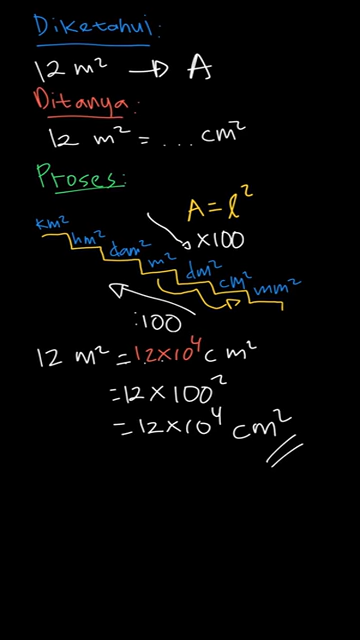 Diketahui:
12 m² → A
Ditanya:
12 m² = ... cm²
Proses:
A = l²
×100
km²
hm²
dam²
m²
dm²
cm²
mm²
:100
12 m² = 12×10⁴ cm²
= 12 × 100²
= 12×10⁴ cm²